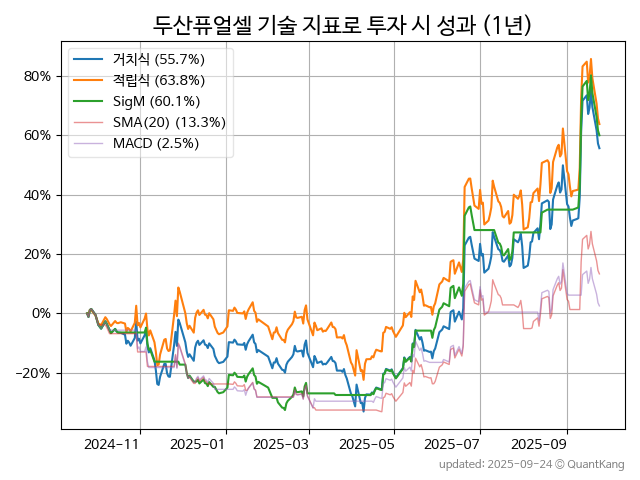 두산퓨얼셀 기술 지표로 투자 시 성과 (1년)
거치식 (55.7%)
적립식 (63.8%)
SigM (60.1%)
SMA(20) (13.3%)
MACD (2.5%)
80%
60%
40%
20%
0%
−20%
2024−11
2025−01
2025−03
2025−05
2025−07
2025−09
updated: 2025-09-24 © QuantKang